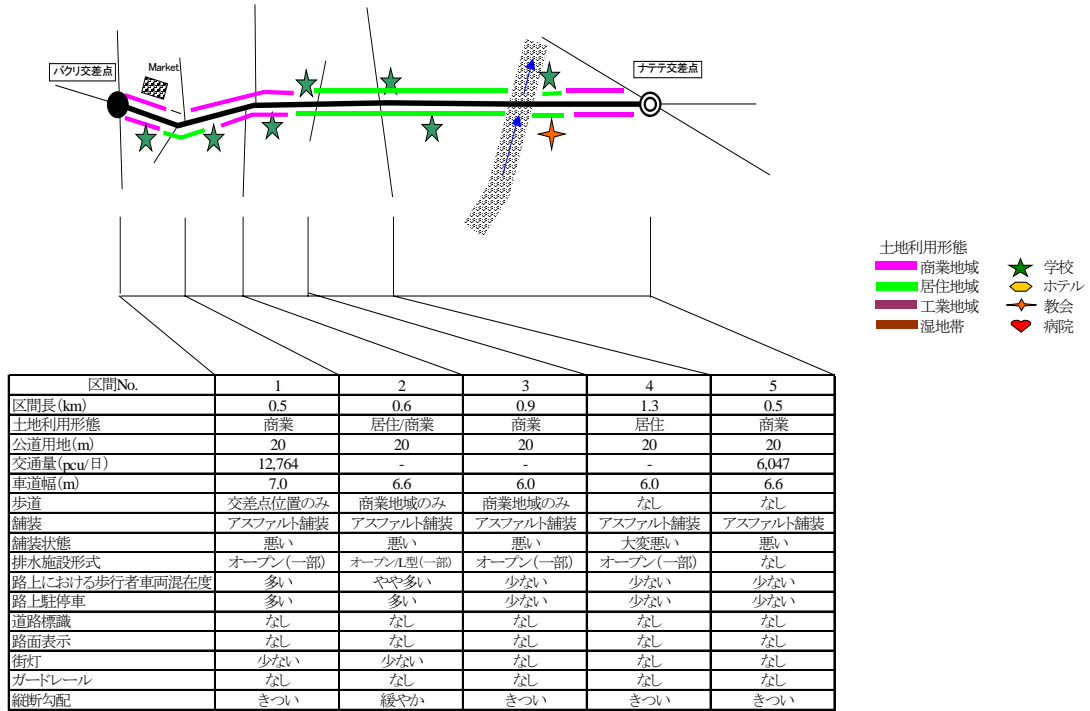 バクリ交差点
Market
ナテテ交差点
土地利用形態
商業地域
学校
居住地域
ホテル
工業地域
教会
湿地帯
病院
区間No. 1 2 3 4 5
区間長(km) 0.5 0.6 0.9 1.3 0.5
土地利用形態 商業 居住/商業 商業 居住 商業
公道用地(m) 20 20 20 20 20
交通量(pcu/日) 12,764 - - - 6,047
車道幅(m) 7.0 6.6 6.0 6.0 6.6
歩道 交差点位置のみ 商業地域のみ 商業地域のみ なし なし
舗装 アスファルト舗装 アスファルト舗装 アスファルト舗装 アスファルト舗装 アスファルト舗装
舗装状態 悪い 悪い 悪い 大変悪い 悪い
排水施設形式 オープン(一部) オープン/L型(一部) オープン(一部) オープン(一部) なし
路上における歩行者車両混在度 多い やや多い 少ない 少ない 少ない
路上駐停車 多い 多い 少ない 少ない 少ない
道路標識 なし なし なし なし なし
路面表示 なし なし なし なし なし
街灯 少ない 少ない なし なし なし
ガードレール なし なし なし なし なし
縦断勾配 きつい 緩やか きつい きつい きつい